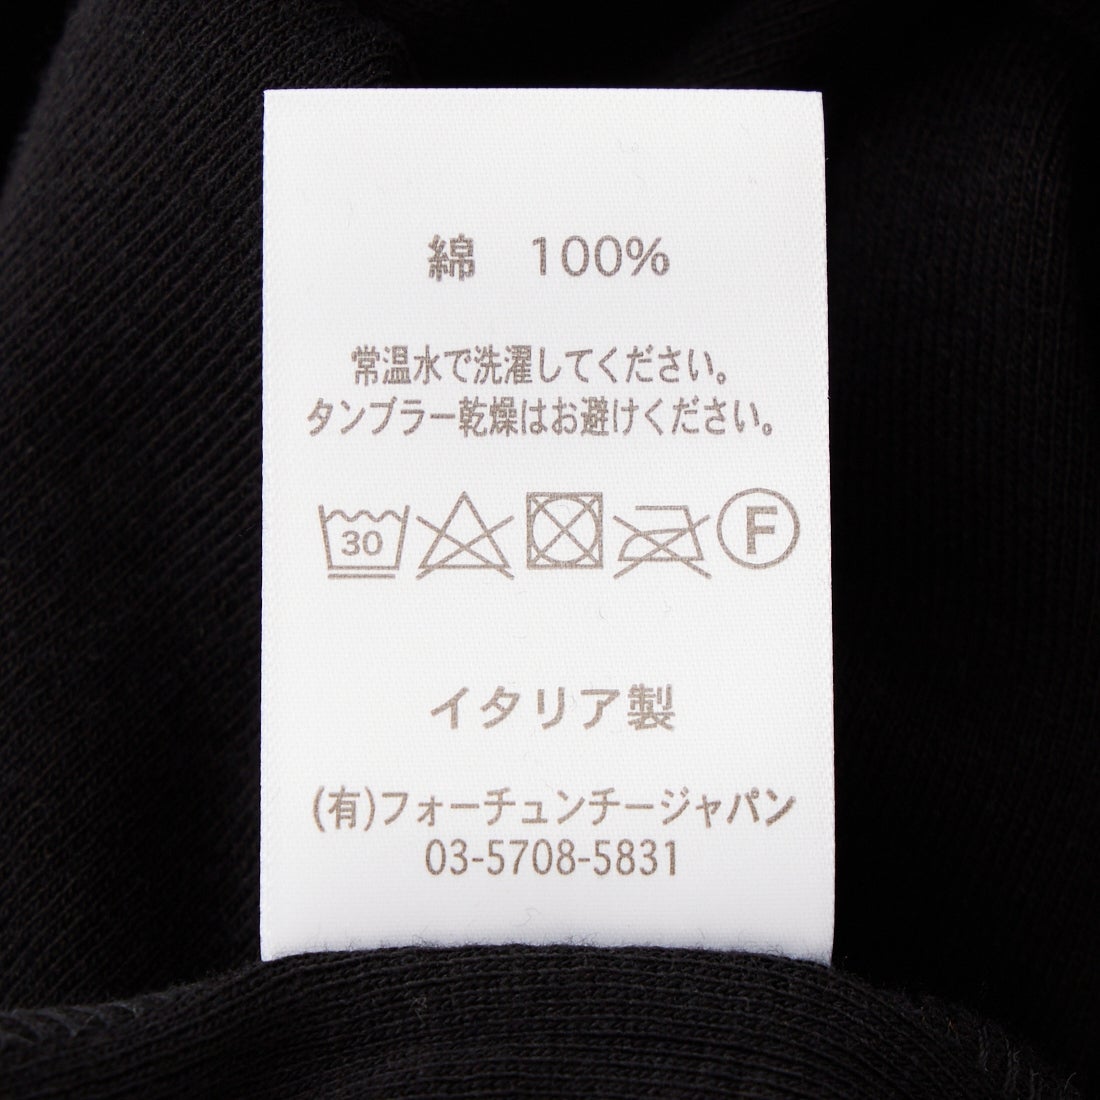 綿　100%
常温水で洗濯してください。
タンブラー乾燥はお避けください。
30 F
イタリア製
(有)フォーチュンチージャパン
03-5708-5831